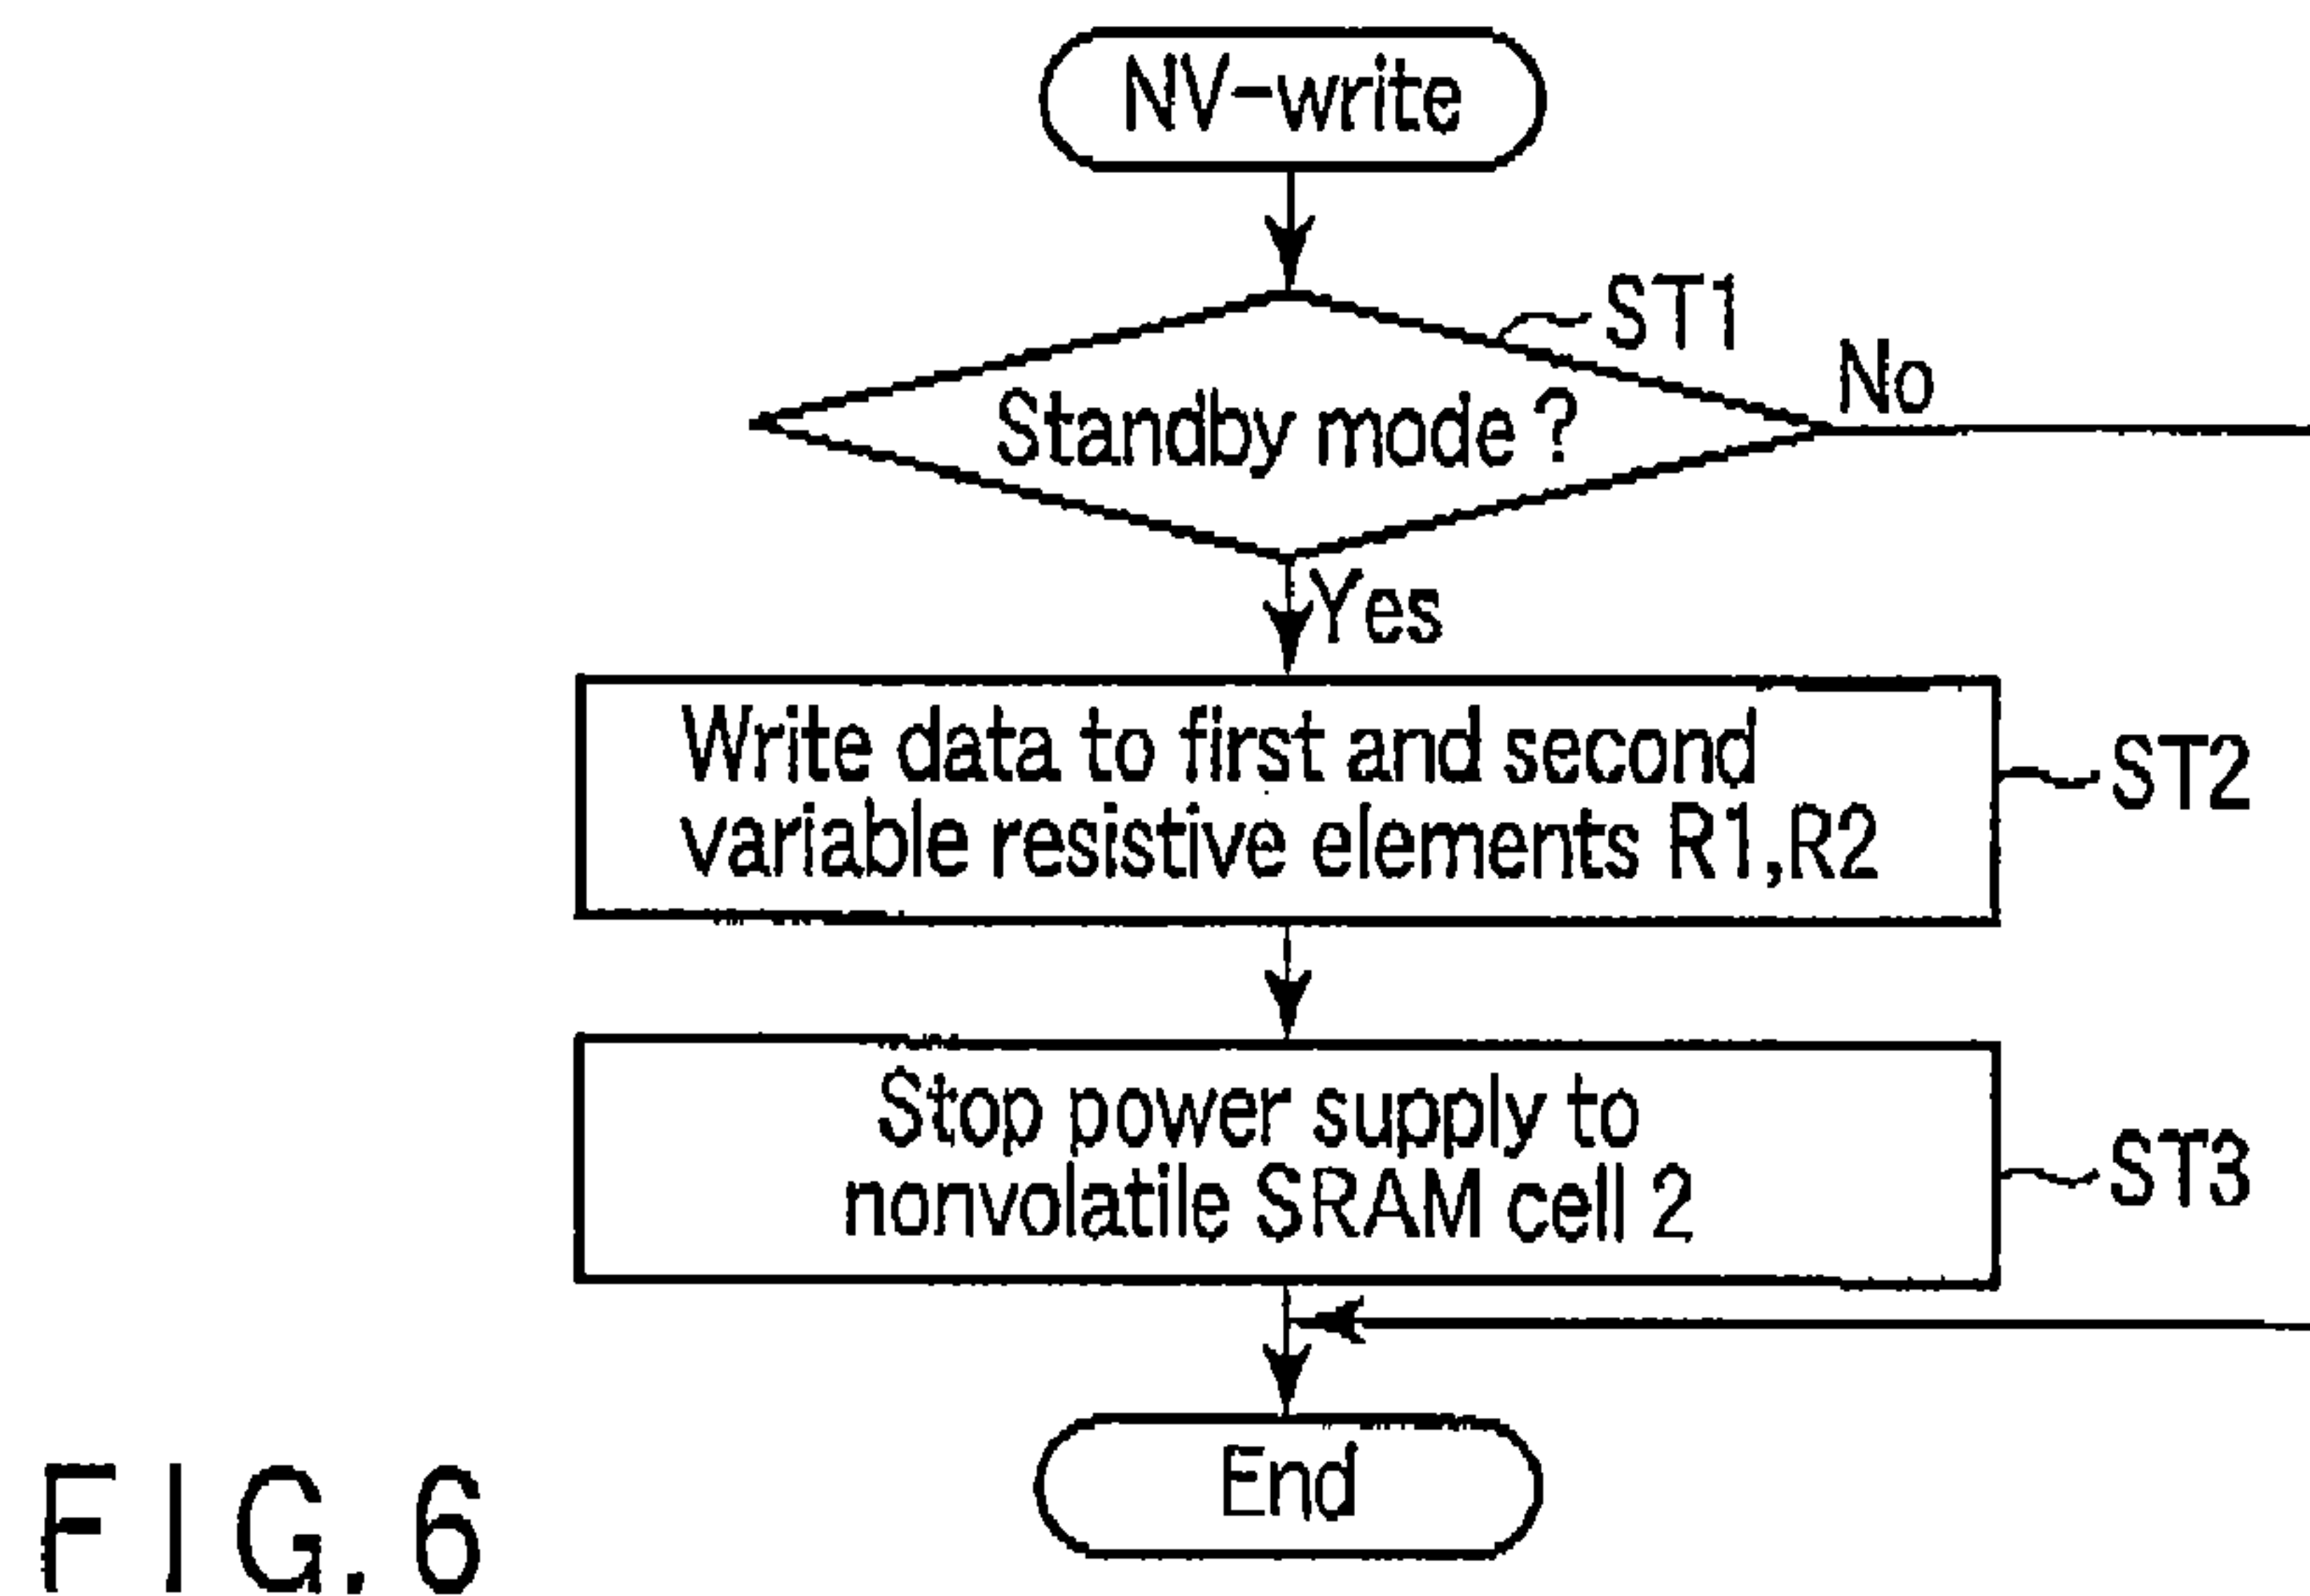 NV-write
ST1
No
Standby mode ?
Yes
Write data to first and second
variable resistive elements R1,R2
ST2
Stop power supply to
nonvolatile SRAM cell 2
ST3
End
FIG.6